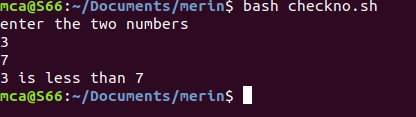 mca@S66:~/Documents/merin$ bash checkno.sh
enter the two numbers
3
7
3 is less than 7
mca@S66:~/Documents/merin$